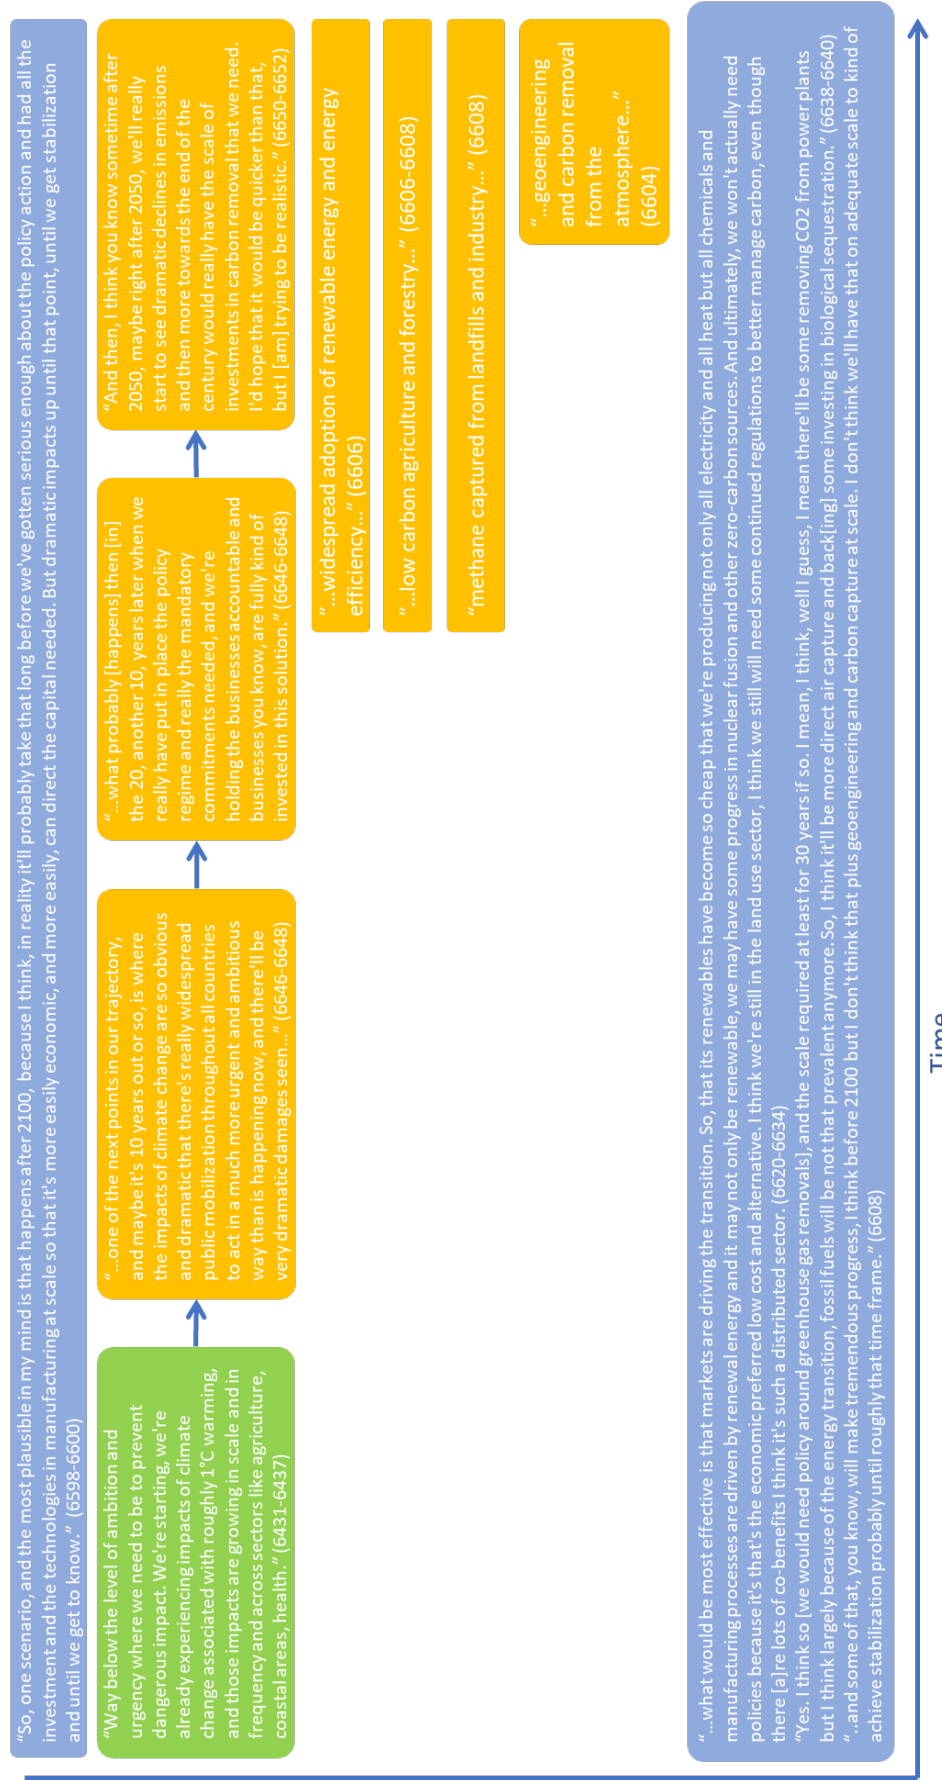 “So, one scenario, and the most plausible in my mind is that happens after 2100, because I think, in reality it'll probably take that long before we've gotten serious enough about the policy action and had all the
investment and the technologies in manufacturing at scale so that it's more easily economic, and more easily, can direct the capital needed. But dramatic impacts up until that point, until we get stabilization
and until we get to know.” (6598-6600)
“Way below the level of ambition and
urgency where we need to be to prevent
dangerous impact. We're starting, we're
already experiencing impacts of climate
change associated with roughly 1°C warming,
and those impacts are growing in scale and in
frequency and across sectors like agriculture,
coastal areas, health.” (6431-6437)
“...one of the next points in our trajectory,
and maybe it's 10 years out or so, is where
the impacts of climate change are so obvious
and dramatic that there's really widespread
public mobilization throughout all countries
to act in a much more urgent and ambitious
way than is happening now, and there'll be
very dramatic damages seen...” (6646-6648)
“...what probably [happens] then [in]
the 20, another 10, years later when we
really have put in place the policy
regime and really the mandatory
commitments needed, and we're
holding the businesses accountable and
businesses you know, are fully kind of
invested in this solution.” (6646-6648)
“And then, I think you know sometime after
2050, maybe right after 2050, we'll really
start to see dramatic declines in emissions
and then more towards the end of the
century would really have the scale of
investments in carbon removal that we need.
I'd hope that it would be quicker than that,
but I [am] trying to be realistic.” (6650-6652)
“...widespread adoption of renewable energy and energy
efficiency...” (6606)
“...low carbon agriculture and forestry...” (6606-6608)
“methane captured from landfills and industry...” (6608)
“...geoengineering
and carbon removal
from the
atmosphere...”
(6604)
“...what would be most effective is that markets are driving the transition. So, that its renewables have become so cheap that we're producing not only all electricity and all heat but all chemicals and
manufacturing processes are driven by renewal energy and it may not only be renewable, we may have some progress in nuclear fusion and other zero-carbon sources. And ultimately, we won't actually need
policies because it's that's the economic preferred low cost and alternative. I think we're still in the land use sector, I think we still will need some continued regulations to better manage carbon, even though
there [a]re lots of co-benefits I think it's such a distributed sector. (6620-6634)
“Yes. I think so [we would need policy around greenhouse gas removals], and the scale required at least for 30 years if so. I mean, I think, well I guess, I mean there'll be some removing CO2 from power plants
but I think largely because of the energy transition, fossil fuels will be not that prevalent anymore. So, I think it'll be more direct air capture and back[ing] some investing in biological sequestration.” (6638-6640)
“..and some of that, you know, will make tremendous progress, I think before 2100 but I don't think that plus geoengineering and carbon capture at scale. I don't think we'll have that on adequate scale to kind of
achieve stabilization probably until roughly that time frame.” (6608)
Time